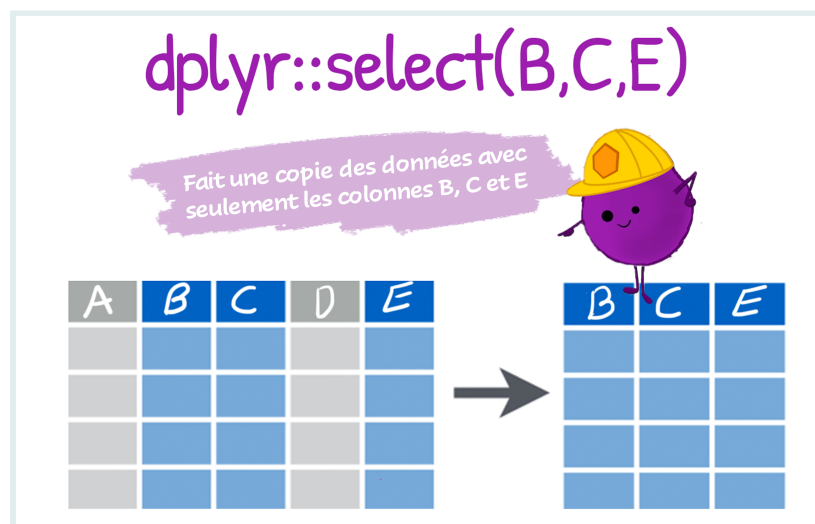 dplyr::select(B,C,E)
Fait une copie des données avec
seulement les colonnes B, C et E
A B C D E
B C E